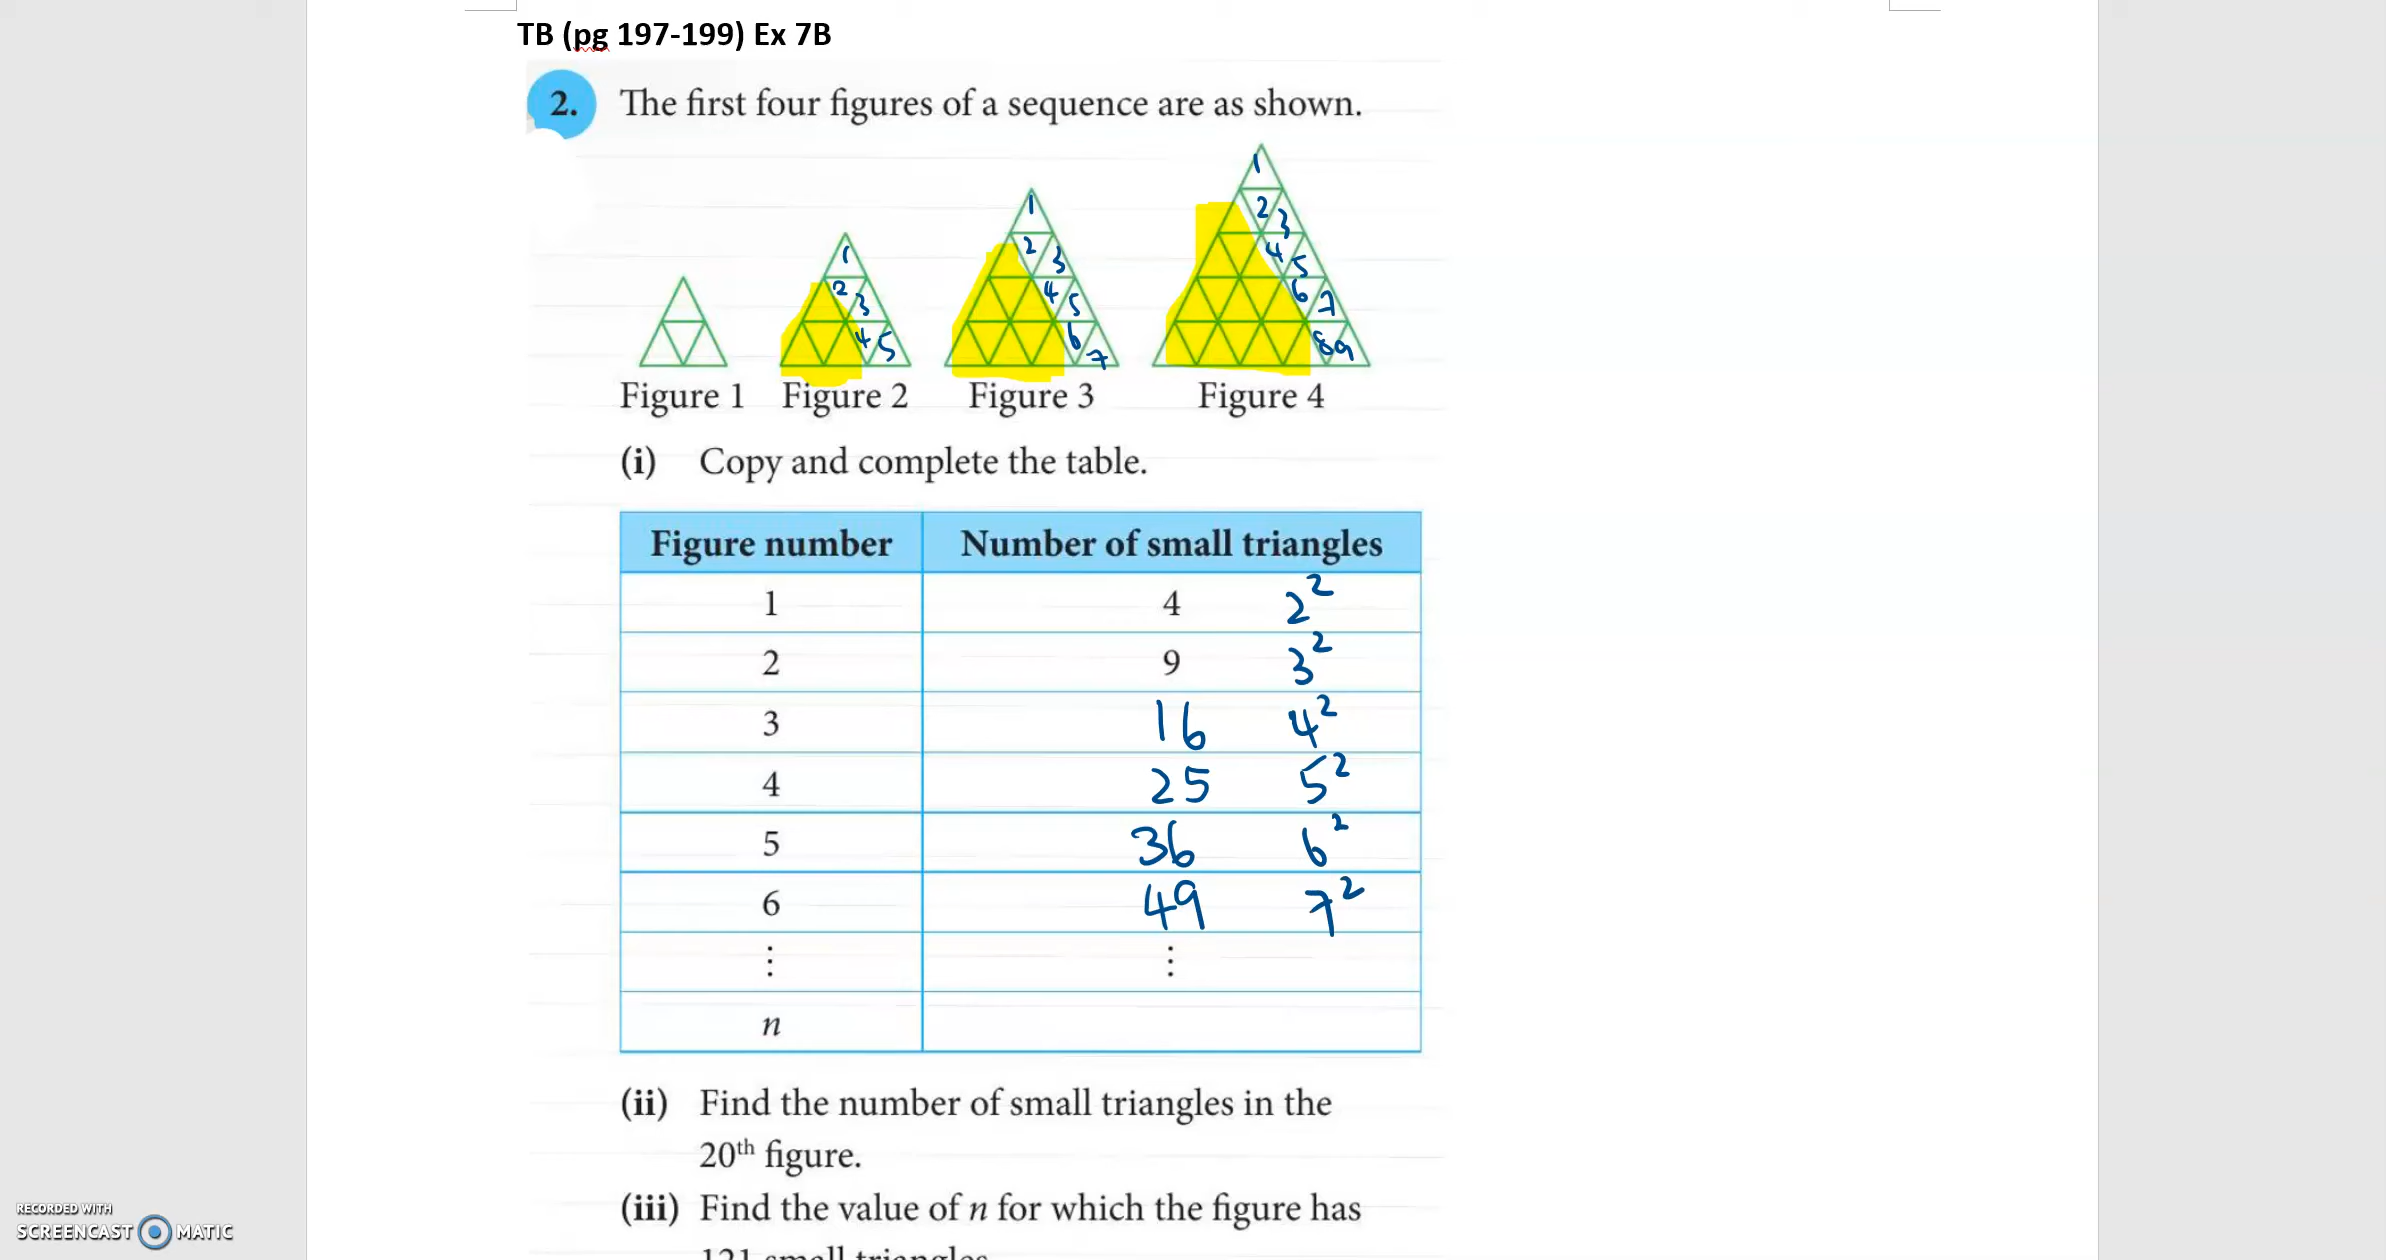 TB (pg 197-199) Ex 7B
2. The first four figures of a sequence are as shown.
1
2 3
4 5
1
2 3
4 5
6 7
1
2 3
4 5
6 7
8 9
Figure 1 Figure 2 Figure 3 Figure 4
(i) Copy and complete the table.
Figure number Number of small triangles
1 4 2²
2 9 3²
3 16 4²
4 25 5²
5 36 6²
6 49 7²
⋮ ⋮
n
(ii) Find the number of small triangles in the
20th figure.
(iii) Find the value of n for which the figure has
121 small triangles
RECORDED WITH
SCREENCAST MATIC